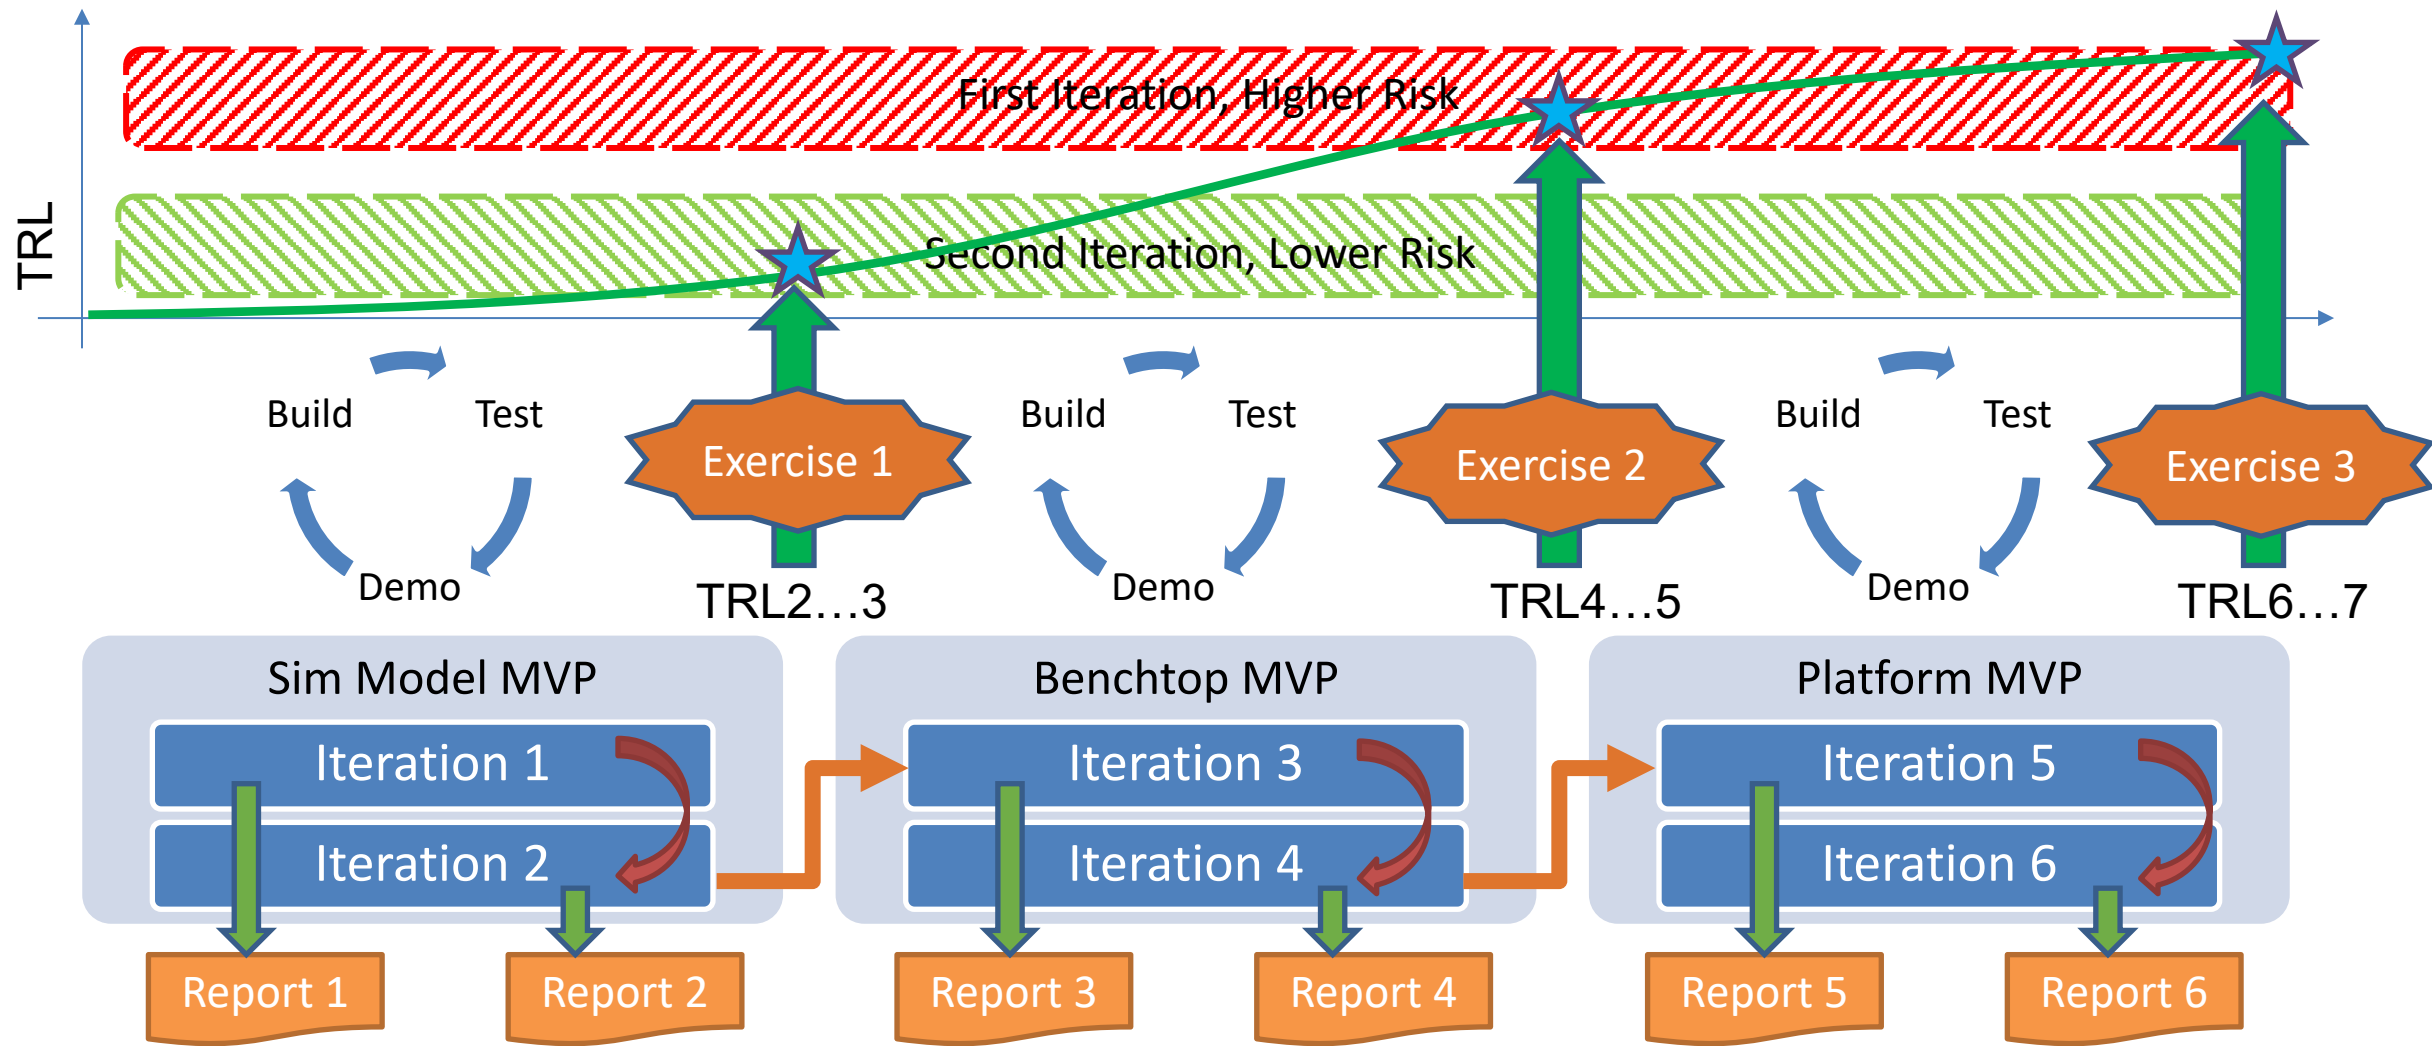 TRL
First Iteration, Higher Risk
Second Iteration, Lower Risk
Build
Test
Demo
Exercise 1
TRL2...3
Build
Test
Demo
Exercise 2
TRL4...5
Build
Test
Demo
Exercise 3
TRL6...7
Sim Model MVP
Iteration 1
Iteration 2
Benchtop MVP
Iteration 3
Iteration 4
Platform MVP
Iteration 5
Iteration 6
Report 1
Report 2
Report 3
Report 4
Report 5
Report 6